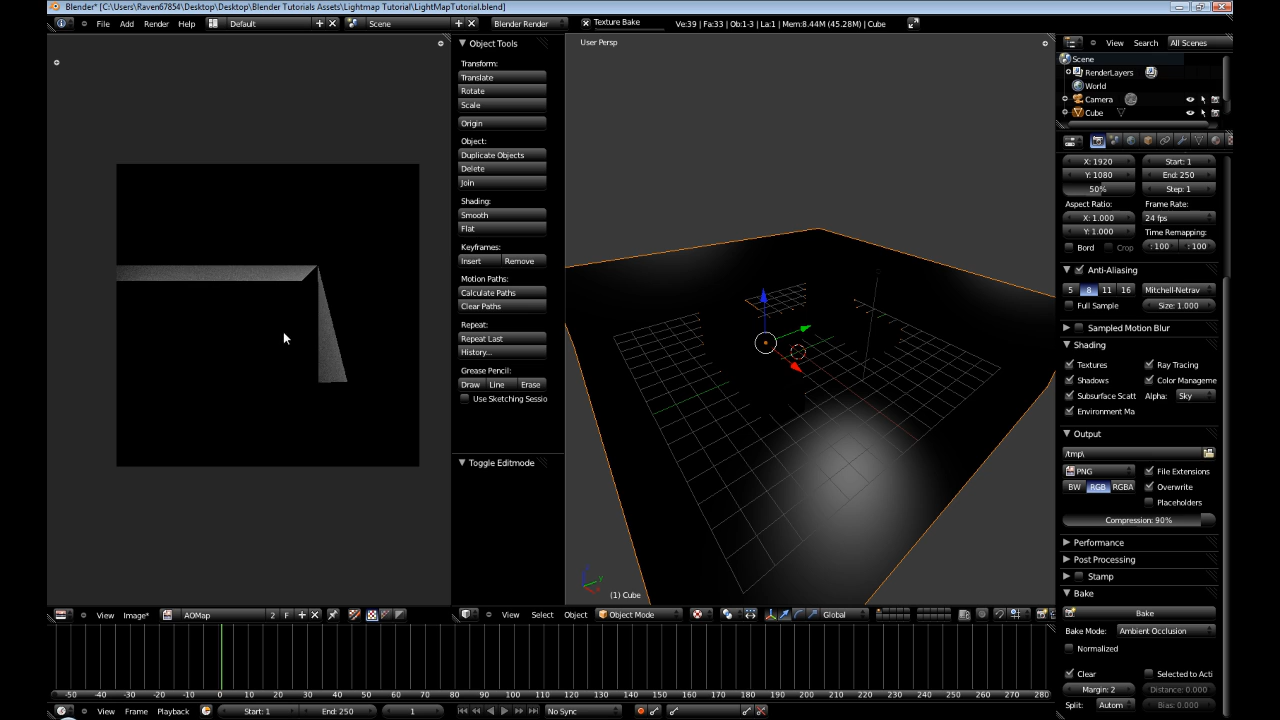 Blender* [C:\Users\Raven67854\Desktop\Desktop\Blender Tutorials Assets\Lightmap Tutorial\LightMapTutorial.blend]
File Add Render Help Default Scene Blender Render Texture Bake Ve:39 | Fa:33 | Ob:1-3 | La:1 | Mem:8.44M (45.28M) | Cube
Object Tools
Transform:
Translate
Rotate
Scale
Origin
Object:
Duplicate Objects
Delete
Join
Shading:
Smooth
Flat
Keyframes:
Insert Remove
Motion Paths:
Calculate Paths
Clear Paths
Repeat:
Repeat Last
History...
Grease Pencil:
Draw Line Erase
Use Sketching Sessio
Toggle Editmode
User Persp
(1) Cube
View Search All Scenes
Scene
RenderLayers
World
Camera
Cube
X: 1920 Start: 1
Y: 1080 End: 250
50% Step: 1
Aspect Ratio: Frame Rate:
X: 1.000 24 fps
Y: 1.000 Time Remapping:
Bord Crop :100 :100
Anti-Aliasing
5 8 11 16 Mitchell-Netrav
Full Sample Size: 1.000
Sampled Motion Blur
Shading
Textures Ray Tracing
Shadows Color Manageme
Subsurface Scatt Alpha: Sky
Environment Ma
Output
/tmp\
PNG File Extensions
BW RGB RGBA Overwrite
Placeholders
Compression: 90%
Performance
Post Processing
Stamp
Bake
Bake
Bake Mode: Ambient Occlusion
Normalized
Clear Selected to Acti
Margin: 2 Distance: 0.000
Split: Autom Bias: 0.000
View Image* AOMap 2 F
View Select Object Object Mode Global
-50 -40 -30 -20 -10 0 10 20 30 40 50 60 70 80 90 100 110 120 130 140 150 160 170 180 190 200 210 220 230 240 250 260 270 280
View Frame Playback Start: 1 End: 250 1 No Sync